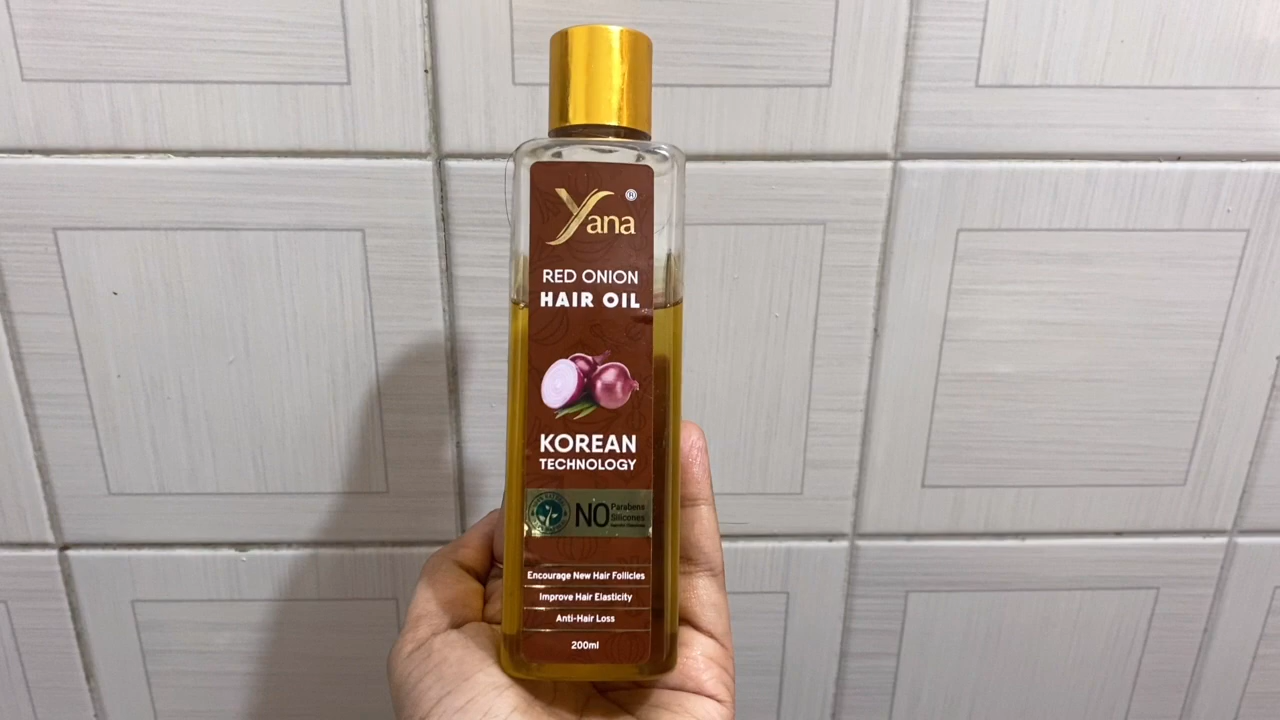 Yana ®
RED ONION
HAIR OIL
KOREAN
TECHNOLOGY
NO Parabens
Silicones
Encourage New Hair Follicles
Improve Hair Elasticity
Anti-Hair Loss
200ml